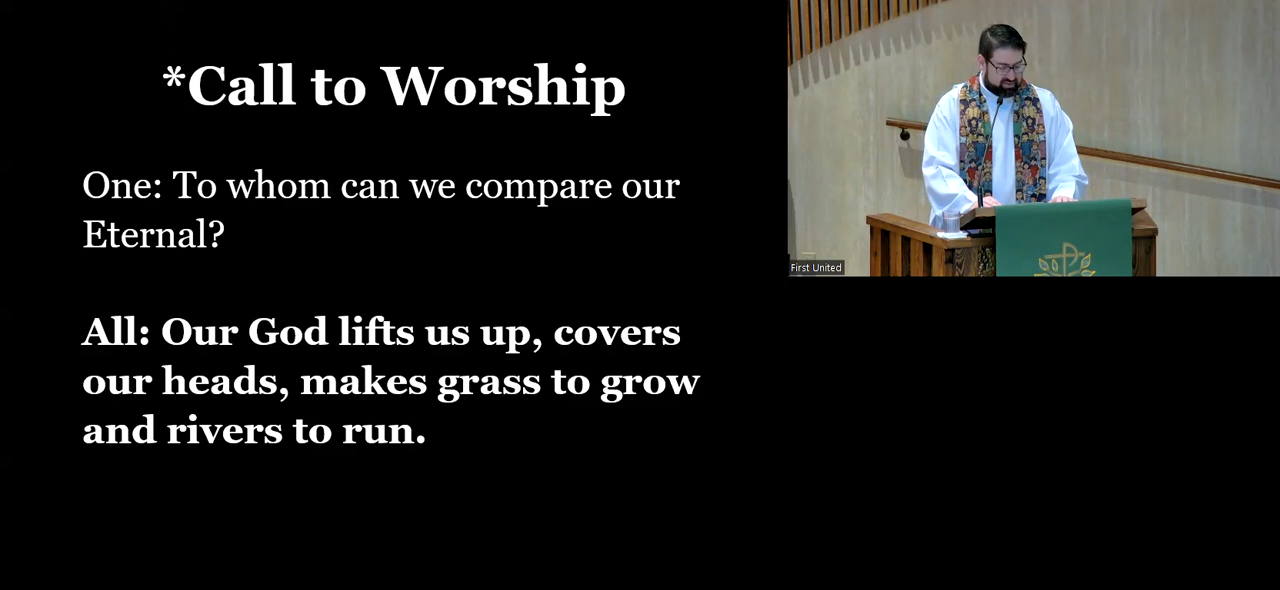 *Call to Worship
One: To whom can we compare our
Eternal?
All: Our God lifts us up, covers
our heads, makes grass to grow
and rivers to run.
First United